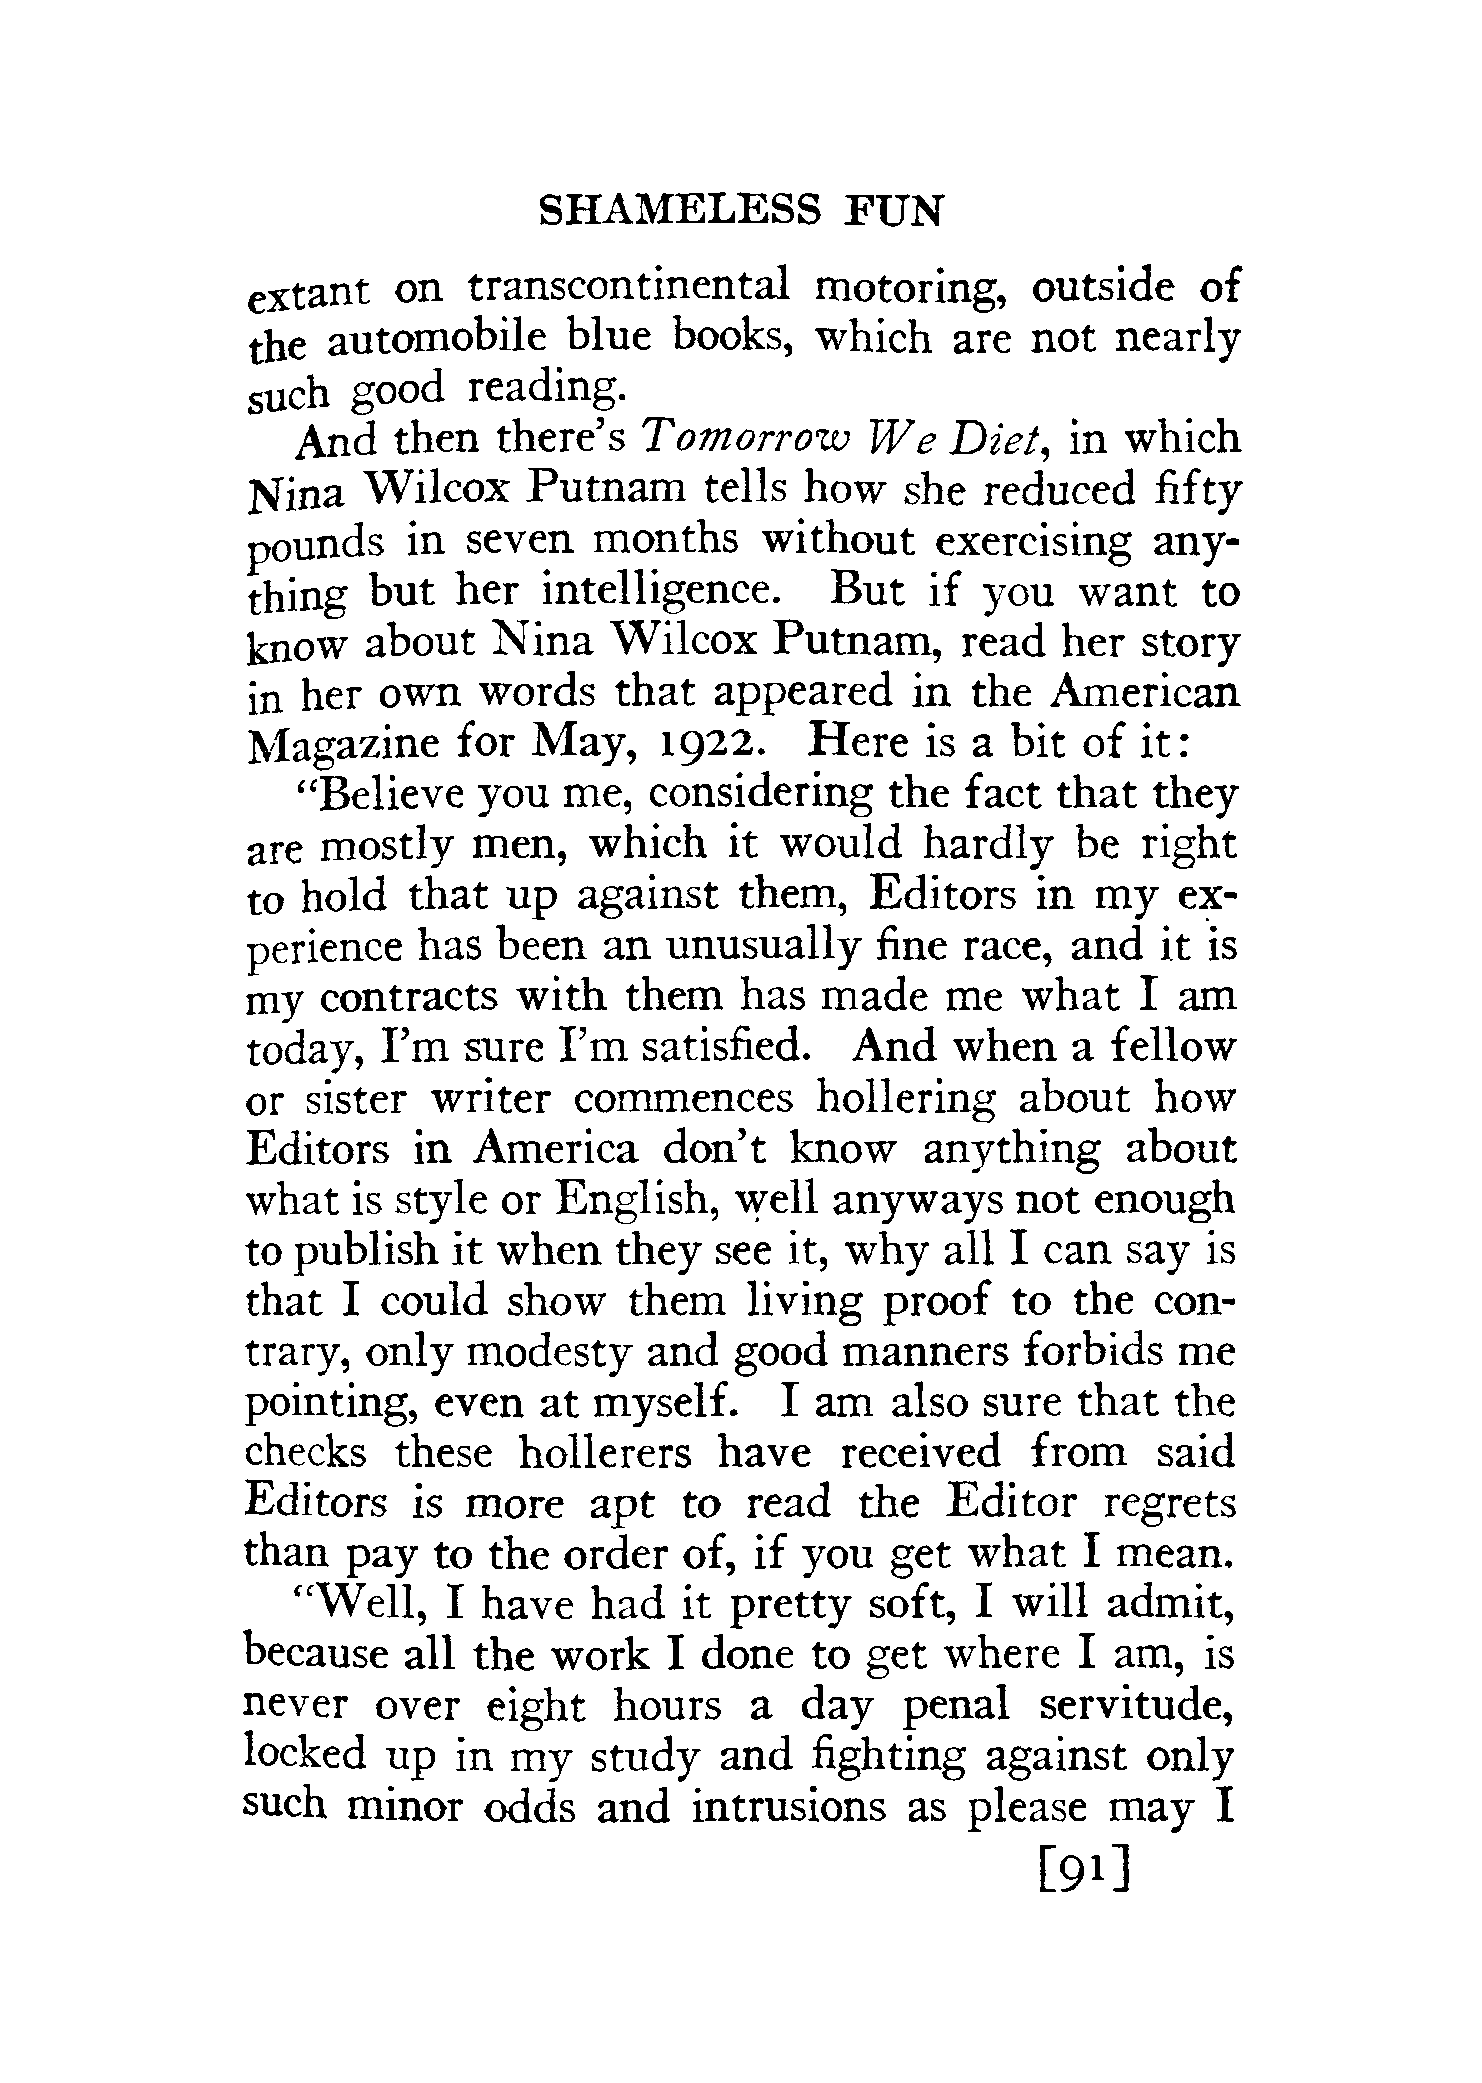 SHAMELESS FUN
extant on transcontinental motoring, outside of
the automobile blue books, which are not nearly
such good reading.
And then there's Tomorrow We Diet, in which
Nina Wilcox Putnam tells how she reduced fifty
pounds in seven months without exercising any-
thing but her intelligence. But if you want to
know about Nina Wilcox Putnam, read her story
in her own words that appeared in the American
Magazine for May, 1922. Here is a bit of it:
“Believe you me, considering the fact that they
are mostly men, which it would hardly be right
to hold that up against them, Editors in my ex-
perience has been an unusually fine race, and it is
my contracts with them has made me what I am
today, I'm sure I'm satisfied. And when a fellow
or sister writer commences hollering about how
Editors in America don't know anything about
what is style or English, well anyways not enough
to publish it when they see it, why all I can say is
that I could show them living proof to the con-
trary, only modesty and good manners forbids me
pointing, even at myself. I am also sure that the
checks these hollerers have received from said
Editors is more apt to read the Editor regrets
than pay to the order of, if you get what I mean.
“Well, I have had it pretty soft, I will admit,
because all the work I done to get where I am, is
never over eight hours a day penal servitude,
locked up in my study and fighting against only
such minor odds and intrusions as please may I
[91]